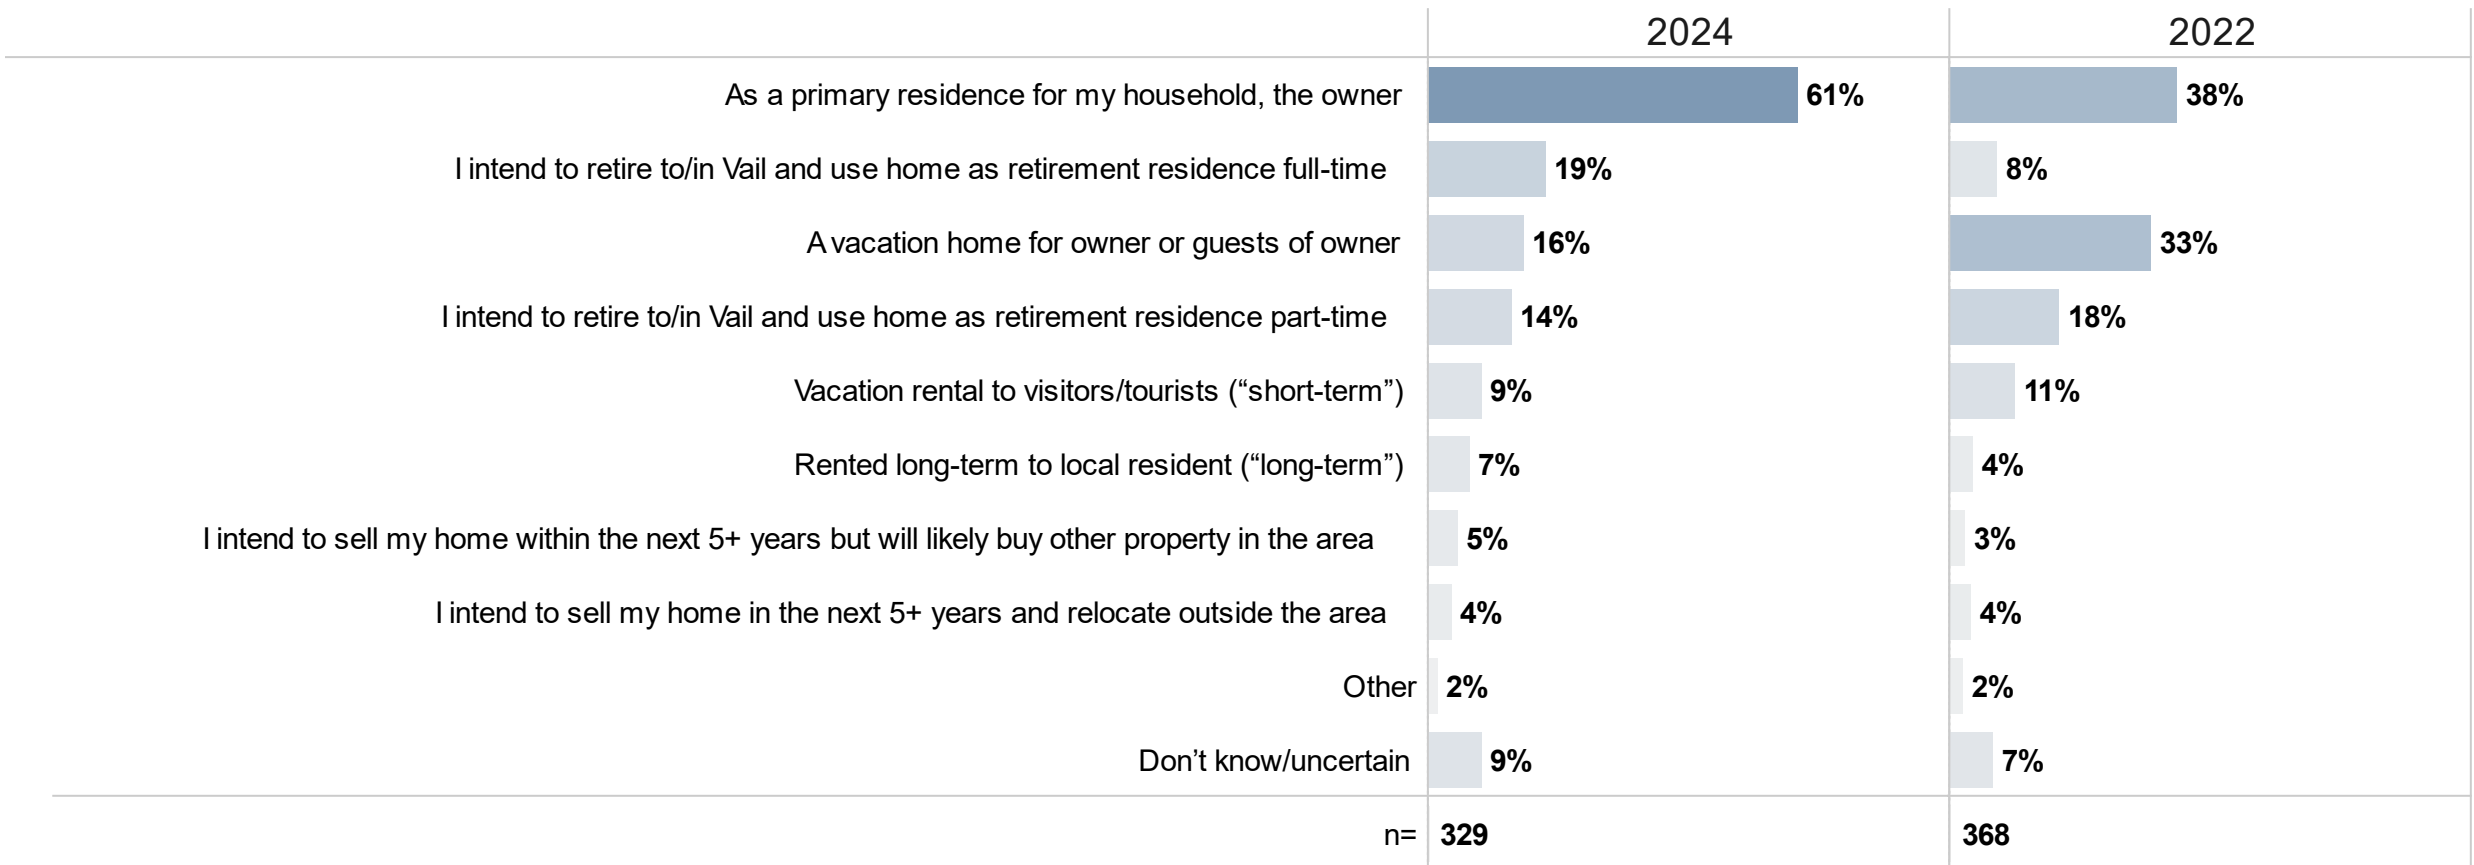 2024 2022
As a primary residence for my household, the owner 61% 38%
I intend to retire to/in Vail and use home as retirement residence full-time 19% 8%
A vacation home for owner or guests of owner 16% 33%
I intend to retire to/in Vail and use home as retirement residence part-time 14% 18%
Vacation rental to visitors/tourists (“short-term”) 9% 11%
Rented long-term to local resident (“long-term”) 7% 4%
I intend to sell my home within the next 5+ years but will likely buy other property in the area 5% 3%
I intend to sell my home in the next 5+ years and relocate outside the area 4% 4%
Other 2% 2%
Don’t know/uncertain 9% 7%
n= 329 368